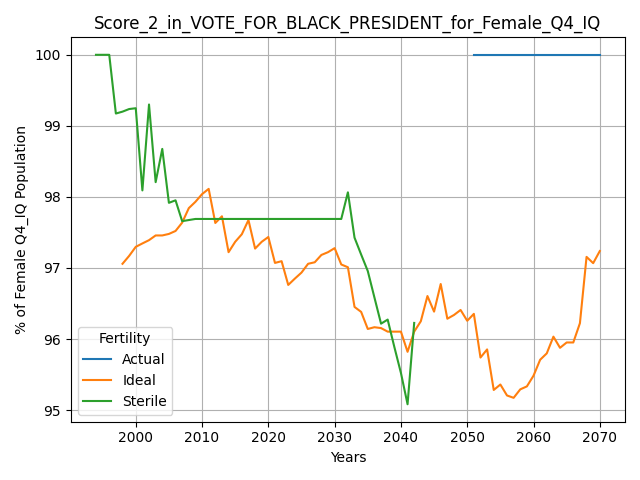 Score_2_in_VOTE_FOR_BLACK_PRESIDENT_for_Female_Q4_IQ
% of Female Q4_IQ Population
100
99
98
97
96
95
Fertility
Actual
Ideal
Sterile
2000 2010 2020 2030 2040 2050 2060 2070
Years